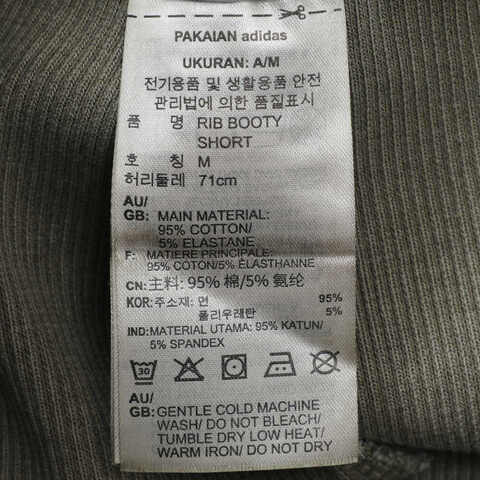 PAKAIAN adidas
UKURAN: A/M
전기용품 및 생활용품 안전
관리법에 의한 품질표시
품 명 RIB BOOTY
SHORT
호 칭 M
허리둘레 71cm
AU/
GB: MAIN MATERIAL:
95% COTTON/
5% ELASTANE
F: MATIERE PRINCIPALE:
95% COTON/5% ELASTHANNE
CN: 主料: 95% 棉/5% 氨纶
KOR: 주소재: 면 95%
폴리우레탄 5%
IND: MATERIAL UTAMA: 95% KATUN/
5% SPANDEX
30
AU/
GB: GENTLE COLD MACHINE
WASH/ DO NOT BLEACH/
TUMBLE DRY LOW HEAT/
WARM IRON/ DO NOT DRY